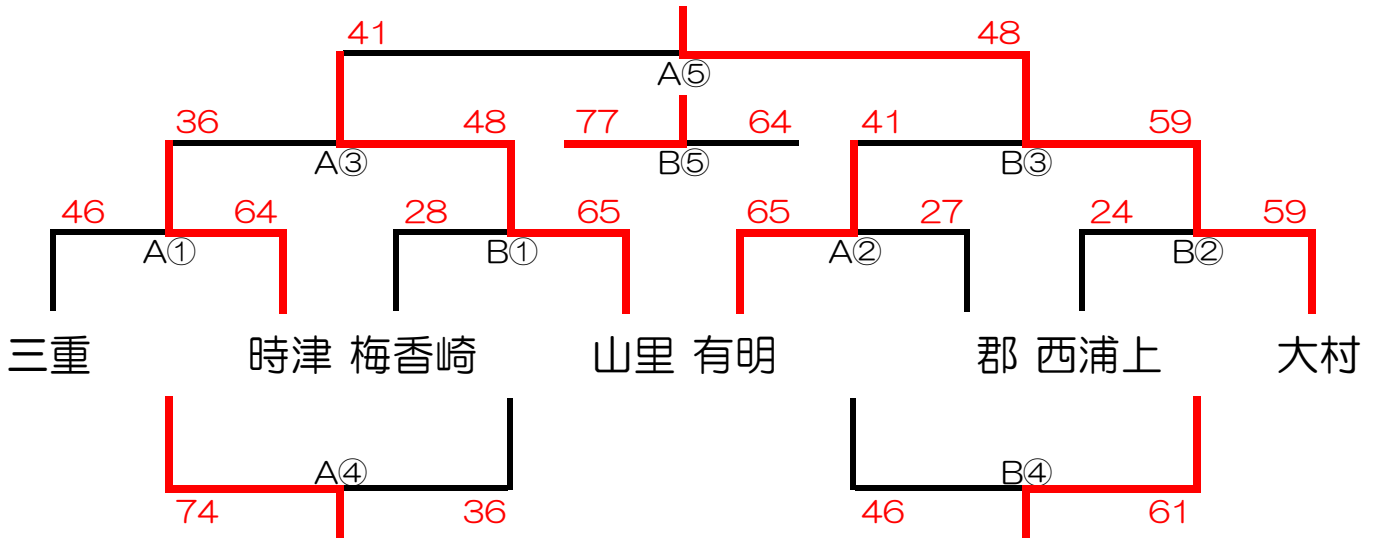 41 48
A⑤
36 48 77 64 41 59
A③ B⑤ B③
46 64 28 65 65 27 24 59
A① B① A② B②
三重 時津 梅香崎 山里 有明 郡 西浦上 大村
A④ B④
74 36 46 61